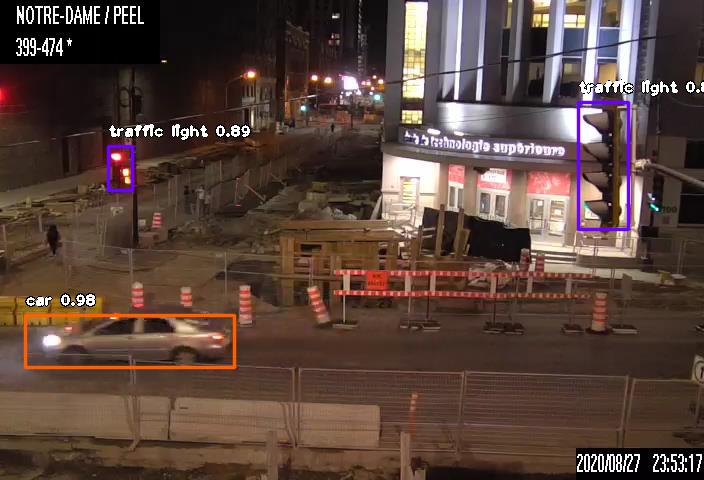 NOTRE-DAME / PEEL
399-474 *
traffic light 0.8
traffic light 0.89
technologie supérieure
car 0.98
2020/08/27 23:53:17